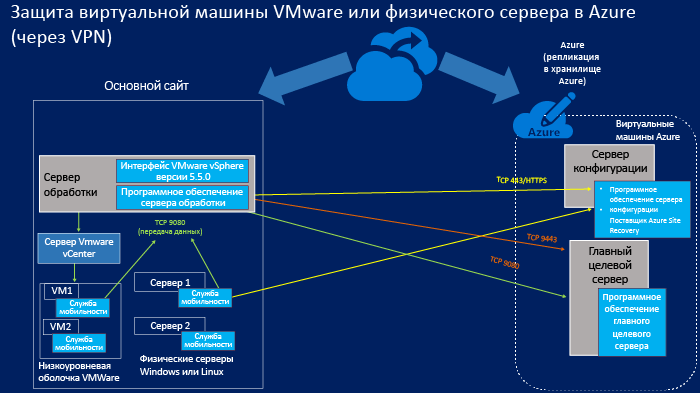 Защита виртуальной машины VMware или физического сервера в Azure
(через VPN)
Azure
(репликация
в хранилище
Azure)
Основной сайт
Azure
Виртуальные
машины Azure
Сервер
обработки
Интерфейс VMware vSphere
версии 5.5.0
Программное обеспечение
сервера обработки
TCP 443/HTTPS
Сервер
конфигурации
• Программное
обеспечение сервера
• конфигурации
Поставщик Azure Site
Recovery
TCP 9080
(передача данных)
TCP 9443
Сервер Vmware
vCenter
TCP 9080
Главный
целевой
сервер
Программное
обеспечение
главного
целевого
сервера
VM1
Служба
мобильности
VM2
Служба
мобильности
Сервер 1
Служба
мобильности
Сервер 2
Служба
мобильности
Низкоуровневая
оболочка VMWare
Физические серверы
Windows или Linux